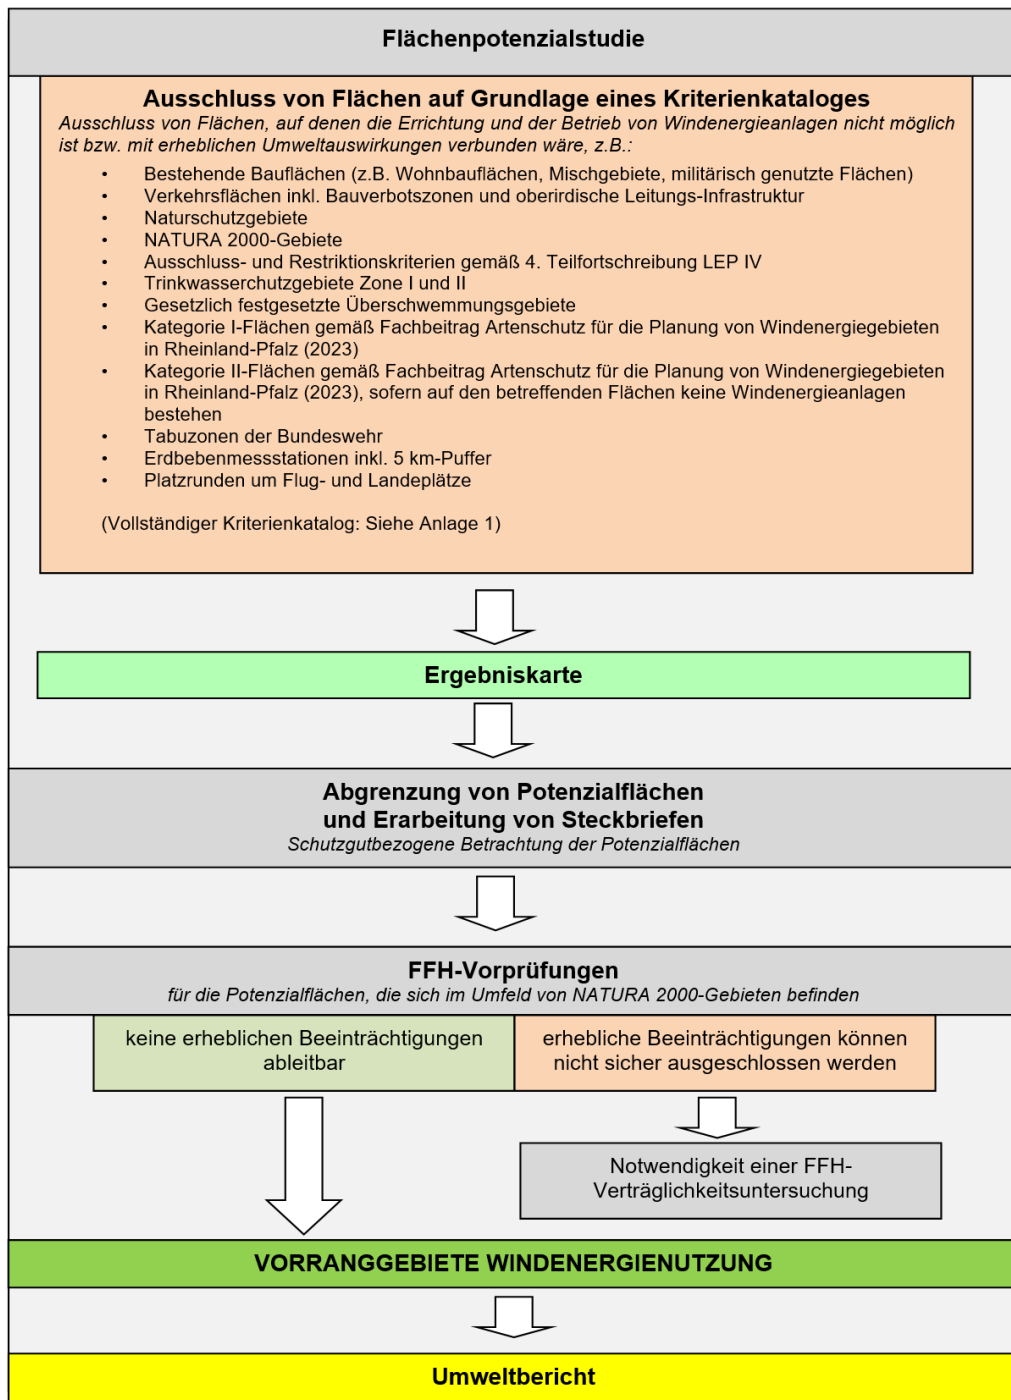 Flächenpotenzialstudie
Ausschluss von Flächen auf Grundlage eines Kriterienkataloges
Ausschluss von Flächen, auf denen die Errichtung und der Betrieb von Windenergieanlagen nicht möglich
ist bzw. mit erheblichen Umweltauswirkungen verbunden wäre, z.B.:
• Bestehende Bauflächen (z.B. Wohnbauflächen, Mischgebiete, militärisch genutzte Flächen)
• Verkehrsflächen inkl. Bauverbotszonen und oberirdische Leitungs-Infrastruktur
• Naturschutzgebiete
• NATURA 2000-Gebiete
• Ausschluss- und Restriktionskriterien gemäß 4. Teilfortschreibung LEP IV
• Trinkwasserchutzgebiete Zone I und II
• Gesetzlich festgesetzte Überschwemmungsgebiete
• Kategorie I-Flächen gemäß Fachbeitrag Artenschutz für die Planung von Windenergiegebieten
in Rheinland-Pfalz (2023)
• Kategorie II-Flächen gemäß Fachbeitrag Artenschutz für die Planung von Windenergiegebieten
in Rheinland-Pfalz (2023), sofern auf den betreffenden Flächen keine Windenergieanlagen
bestehen
• Tabuzonen der Bundeswehr
• Erdbebenmessstationen inkl. 5 km-Puffer
• Platzrunden um Flug- und Landeplätze
(Vollständiger Kriterienkatalog: Siehe Anlage 1)
Ergebniskarte
Abgrenzung von Potenzialflächen
und Erarbeitung von Steckbriefen
Schutzgutbezogene Betrachtung der Potenzialflächen
FFH-Vorprüfungen
für die Potenzialflächen, die sich im Umfeld von NATURA 2000-Gebieten befinden
keine erheblichen Beeinträchtigungen
ableitbar
erhebliche Beeinträchtigungen können
nicht sicher ausgeschlossen werden
Notwendigkeit einer FFH-
Verträglichkeitsuntersuchung
VORRANGGEBIETE WINDENERGIENUTZUNG
Umweltbericht